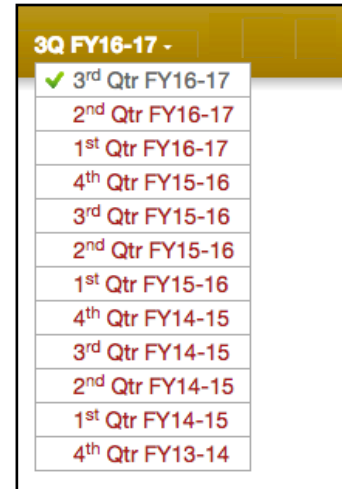 3Q FY16-17
3rd Qtr FY16-17
2nd Qtr FY16-17
1st Qtr FY16-17
4th Qtr FY15-16
3rd Qtr FY15-16
2nd Qtr FY15-16
1st Qtr FY15-16
4th Qtr FY14-15
3rd Qtr FY14-15
2nd Qtr FY14-15
1st Qtr FY14-15
4th Qtr FY13-14